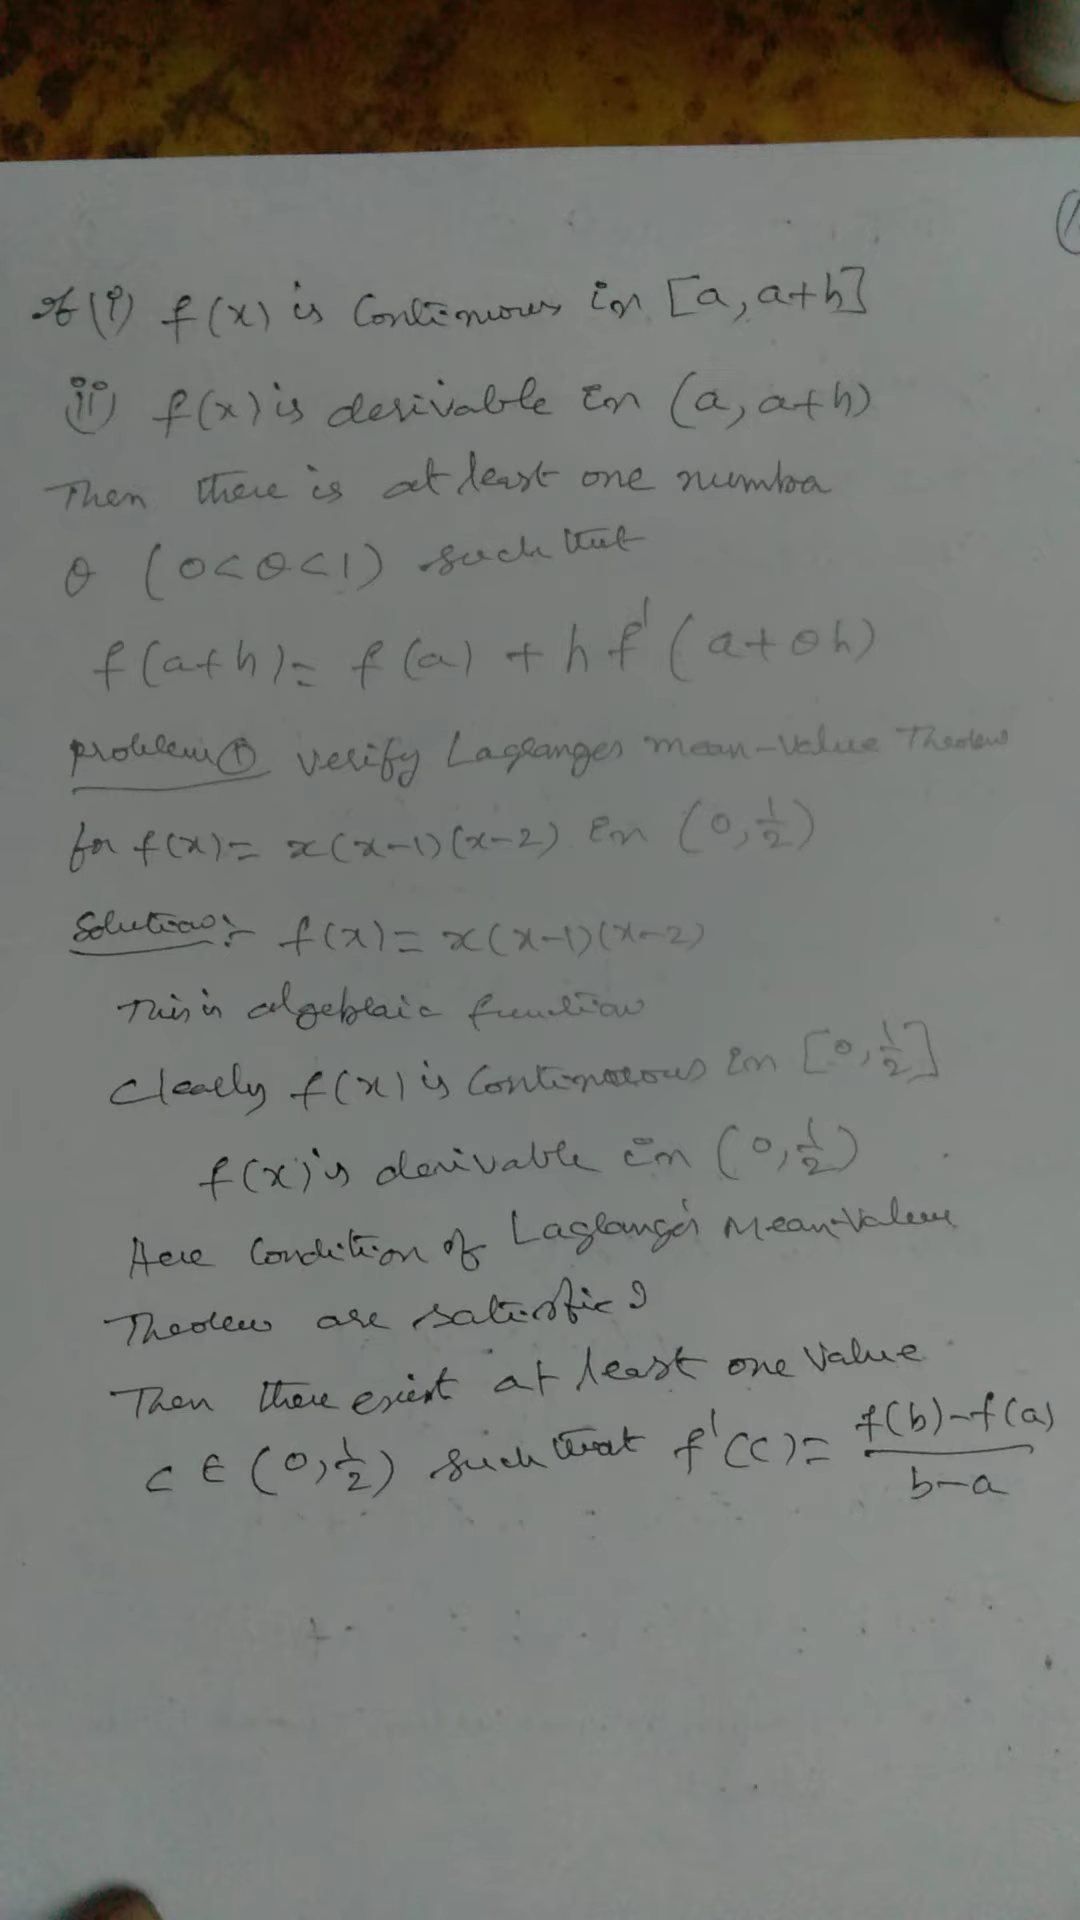 If (i) f(x) is Continuous in [a, a+h]
ii) f(x) is derivable in (a, a+h)
Then there is at least one number
θ (0<θ<1) such that
f(a+h) = f(a) + h f'(a+θh)
problem ① verify Lagranges mean-value Theorem
for f(x) = x(x-1)(x-2) in (0, 1/2)
Solution:- f(x) = x(x-1)(x-2)
This is algebraic function
Clearly f(x) is Continuous in [0, 1/2]
f(x) is derivable in (0, 1/2)
Here Condition of Lagrange's Mean-Value
Theorem are satisfied
Then there exist at least one value
c ∈ (0, 1/2) such that f'(c) = f(b)-f(a) / b-a